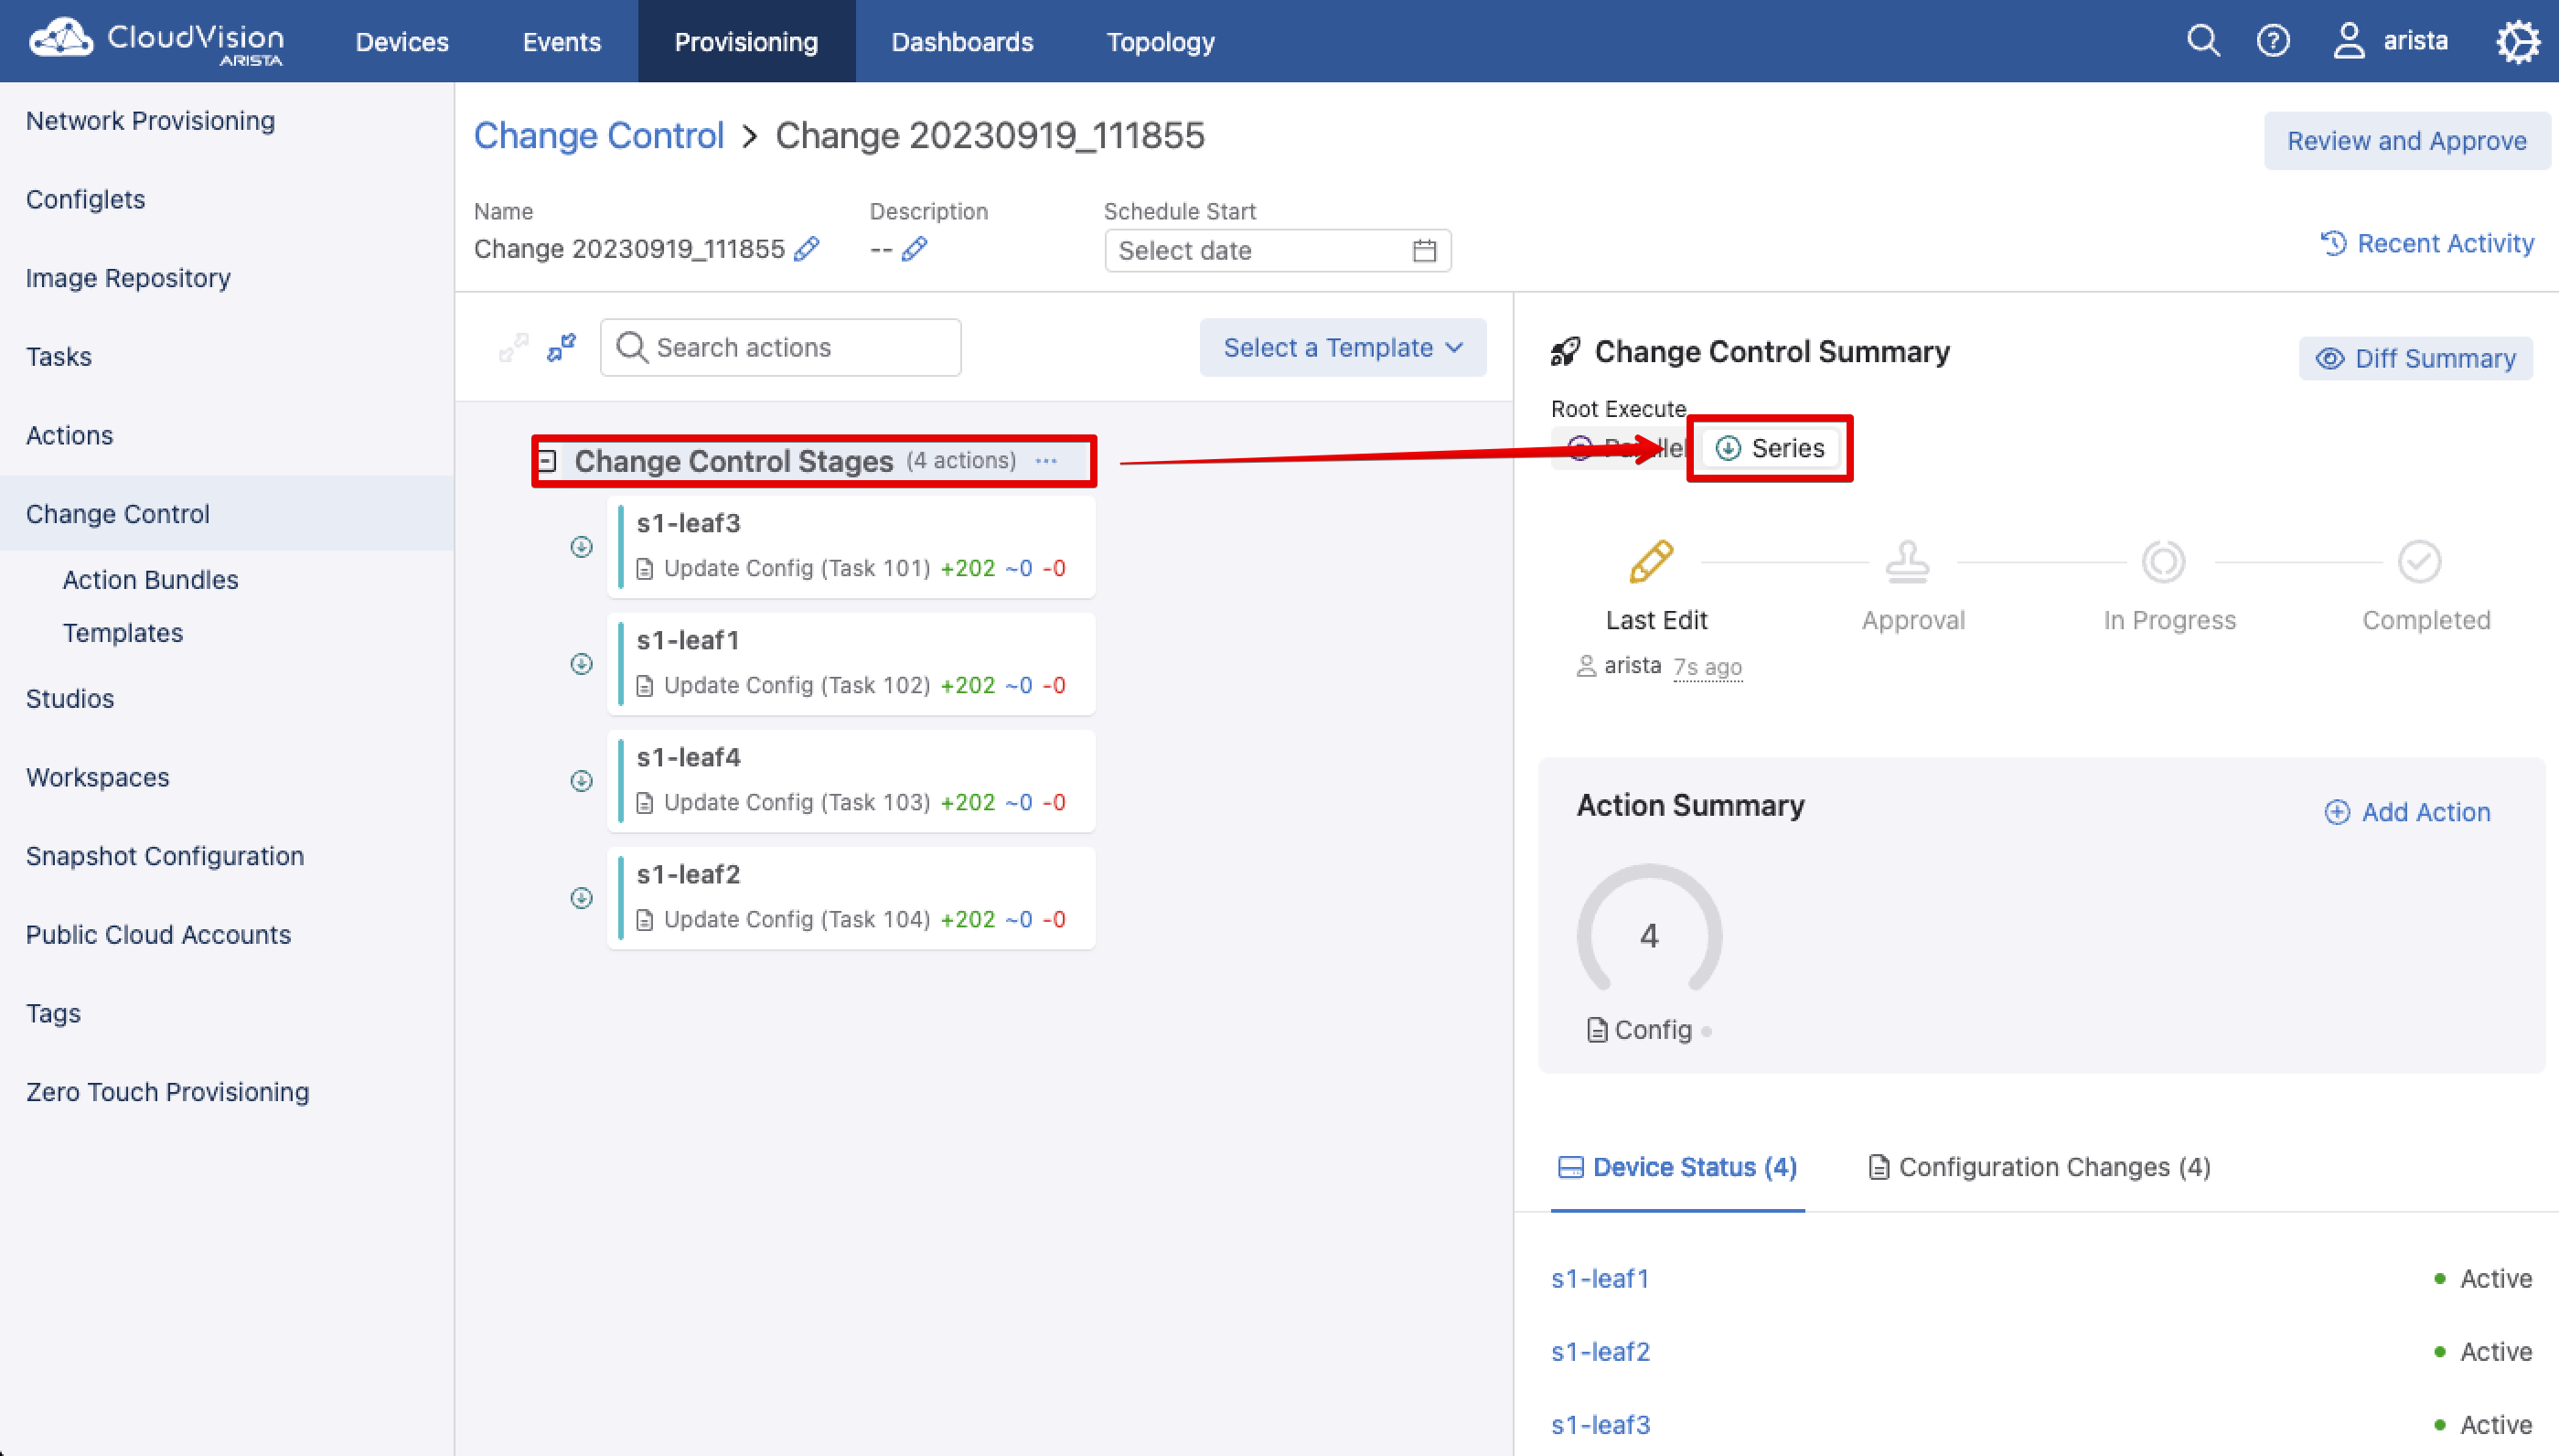 CloudVision
ARISTA
Devices
Events
Provisioning
Dashboards
Topology
arista
Network Provisioning
Configlets
Image Repository
Tasks
Actions
Change Control
Action Bundles
Templates
Studios
Workspaces
Snapshot Configuration
Public Cloud Accounts
Tags
Zero Touch Provisioning
Change Control > Change 20230919_111855
Review and Approve
Name
Change 20230919_111855
Description
--
Schedule Start
Select date
Recent Activity
Search actions
Select a Template
Change Control Stages (4 actions) ...
s1-leaf3
Update Config (Task 101) +202 ~0 -0
s1-leaf1
Update Config (Task 102) +202 ~0 -0
s1-leaf4
Update Config (Task 103) +202 ~0 -0
s1-leaf2
Update Config (Task 104) +202 ~0 -0
Change Control Summary
Diff Summary
Root Execute
Parallel
Series
Last Edit
Approval
In Progress
Completed
arista 7s ago
Action Summary
Add Action
4
Config
Device Status (4)
Configuration Changes (4)
s1-leaf1
Active
s1-leaf2
Active
s1-leaf3
Active